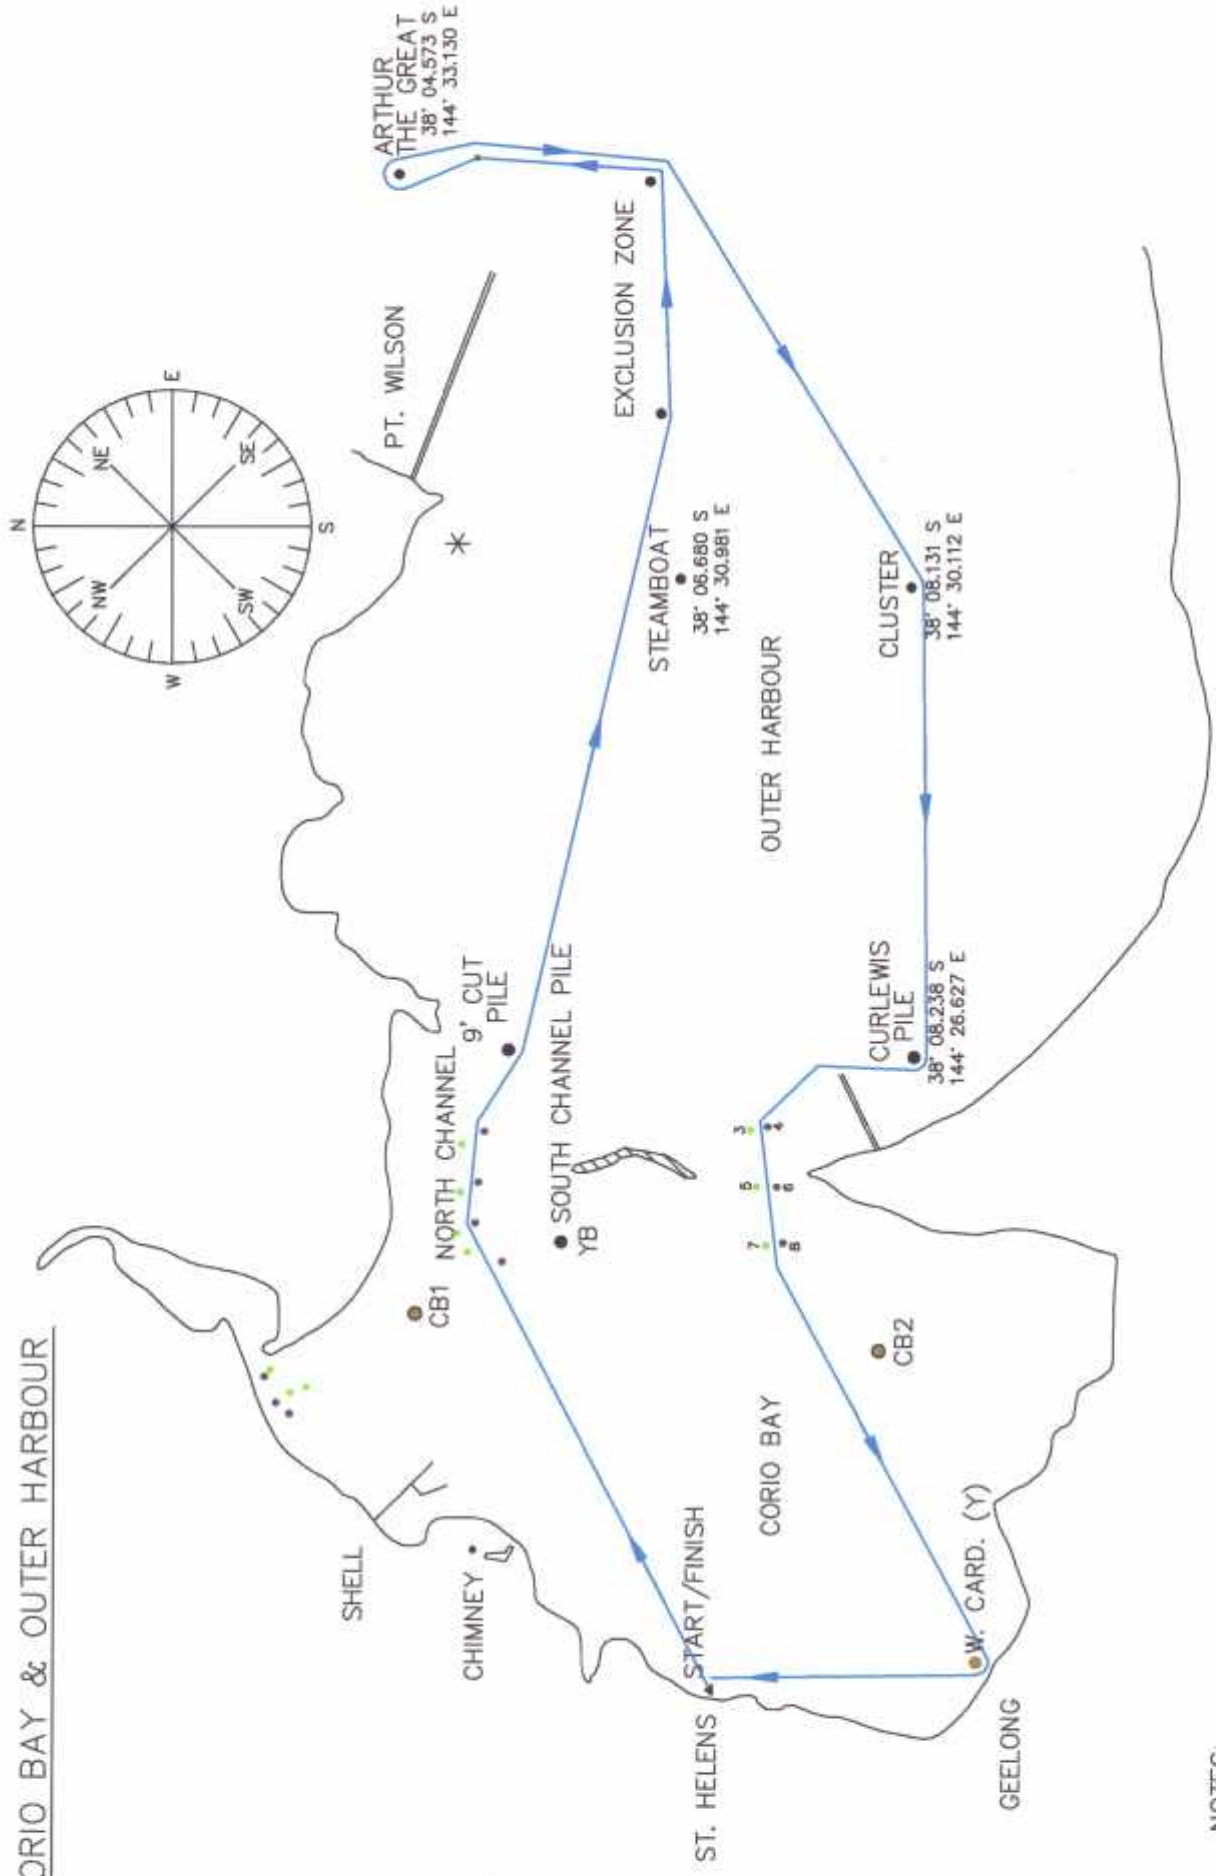 ORIO BAY & OUTER HARBOUR
N
NW
NE
W
E
SW
SE
S
ARTHUR
THE GREAT
38° 04.573 S
144° 33.130 E
PT. WILSON
EXCLUSION ZONE
STEAMBOAT
38° 06.680 S
144° 30.981 E
CLUSTER
38° 08.131 S
144° 30.112 E
OUTER HARBOUR
9' CUT
PILE
NORTH CHANNEL
SOUTH CHANNEL PILE
YB
CURLEWIS
PILE
38° 08.238 S
144° 26.627 E
3
4
5
6
7
8
CB1
CB2
SHELL
CHIMNEY
CORIO BAY
START/FINISH
ST. HELENS
W. CARD. (Y)
GEELONG
NOTES: